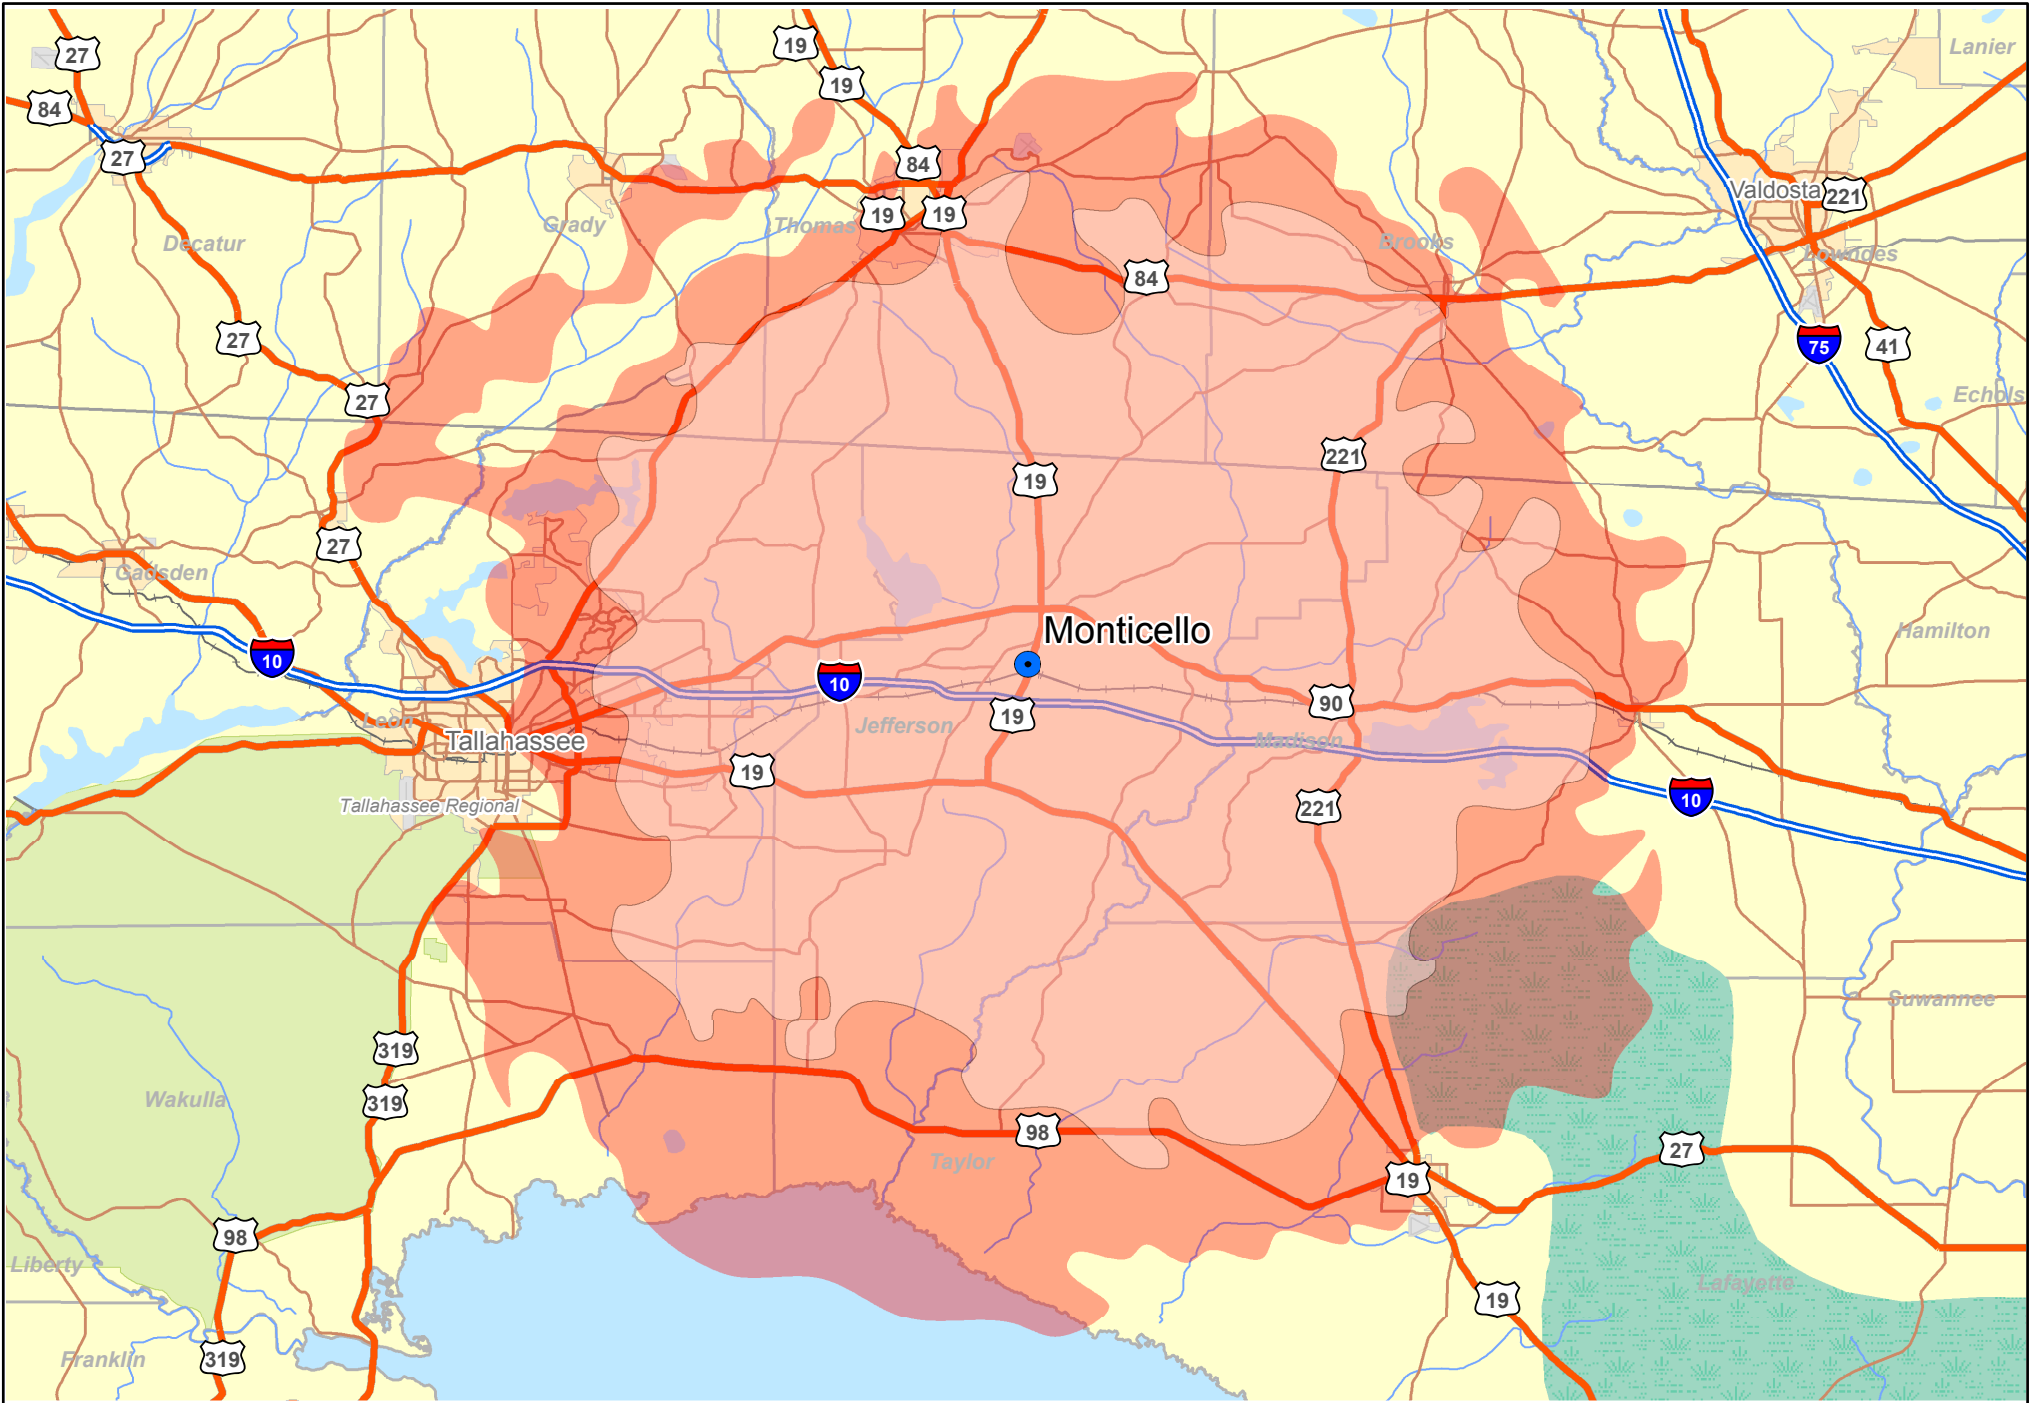 19
27
Lanier
19
84
27
84
Valdosta
221
19
19
Thomas
Grady
Brooks
Decatur
Lowndes
84
27
75
41
27
Echols
221
19
27
Gadsden
Monticello
Hamilton
10
10
90
Leon
19
Jefferson
Tallahassee
Madison
19
10
Tallahassee Regional
221
Suwannee
319
Wakulla
319
98
27
Taylor
19
98
Liberty
Lafayette
19
Franklin
319